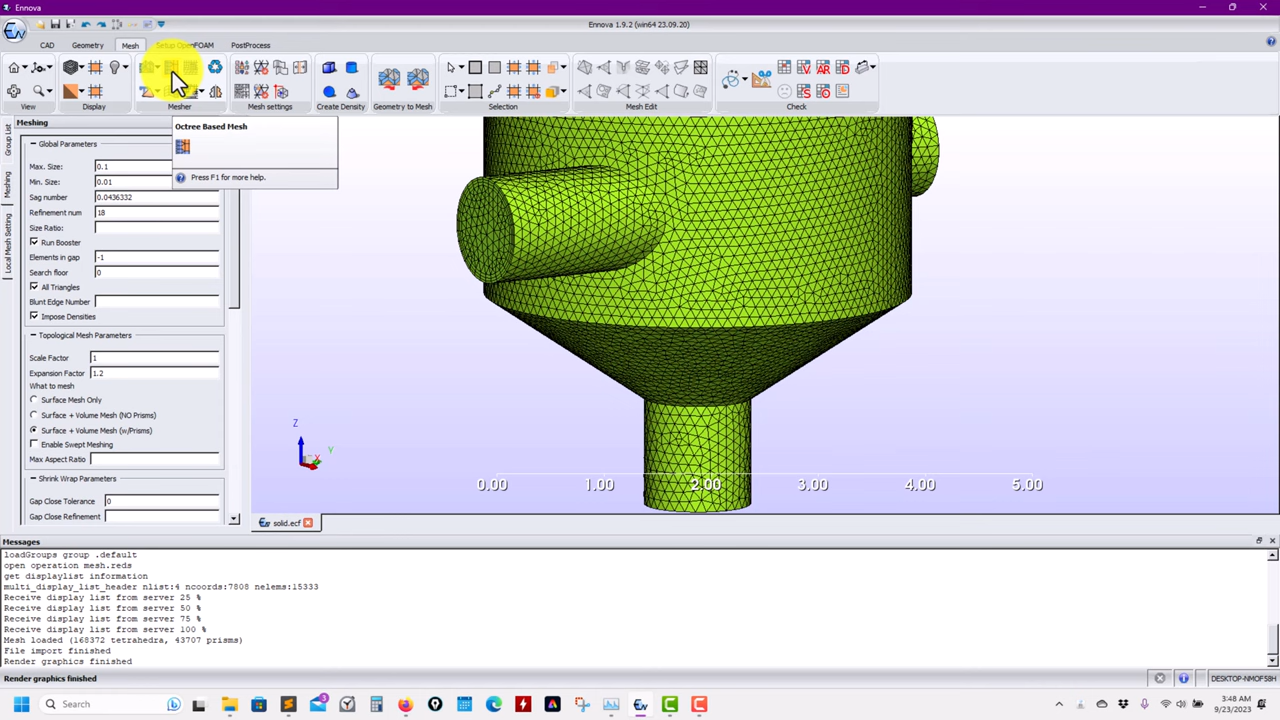 Ennova
Ennova 1.9.2 (win64 23.09.20)
CAD
Geometry
Mesh
Setup OpenFOAM
PostProcess
View
Display
Mesher
Mesh settings
Create Density
Geometry to Mesh
Selection
Mesh Edit
Check
Meshing
Octree Based Mesh
Press F1 for more help.
Group List
Meshing
Local Mesh Setting
Global Parameters
Max. Size: 0.1
Min. Size: 0.01
Sag number 0.0436332
Refinement num 18
Size Ratio:
Run Booster
Elements in gap -1
Search floor 0
All Triangles
Blunt Edge Number
Impose Densities
Topological Mesh Parameters
Scale Factor 1
Expansion Factor 1.2
What to mesh
Surface Mesh Only
Surface + Volume Mesh (NO Prisms)
Surface + Volume Mesh (w/Prisms)
Enable Swept Meshing
Max Aspect Ratio
Shrink Wrap Parameters
Gap Close Tolerance 0
Gap Close Refinement
Z
Y
X
0.00 1.00 2.00 3.00 4.00 5.00
solid.ecf
Messages
loadGroups group .default
open operation mesh.reds
get displaylist information
multi_display_list_header nlist:4 ncoords:7808 nelems:15333
Receive display list from server 25 %
Receive display list from server 50 %
Receive display list from server 75 %
Receive display list from server 100 %
Mesh loaded (168372 tetrahedra, 43707 prisms)
File import finished
Render graphics finished
Render graphics finished
DESKTOP-NMOF58H
Search
3
3:48 AM
9/23/2023